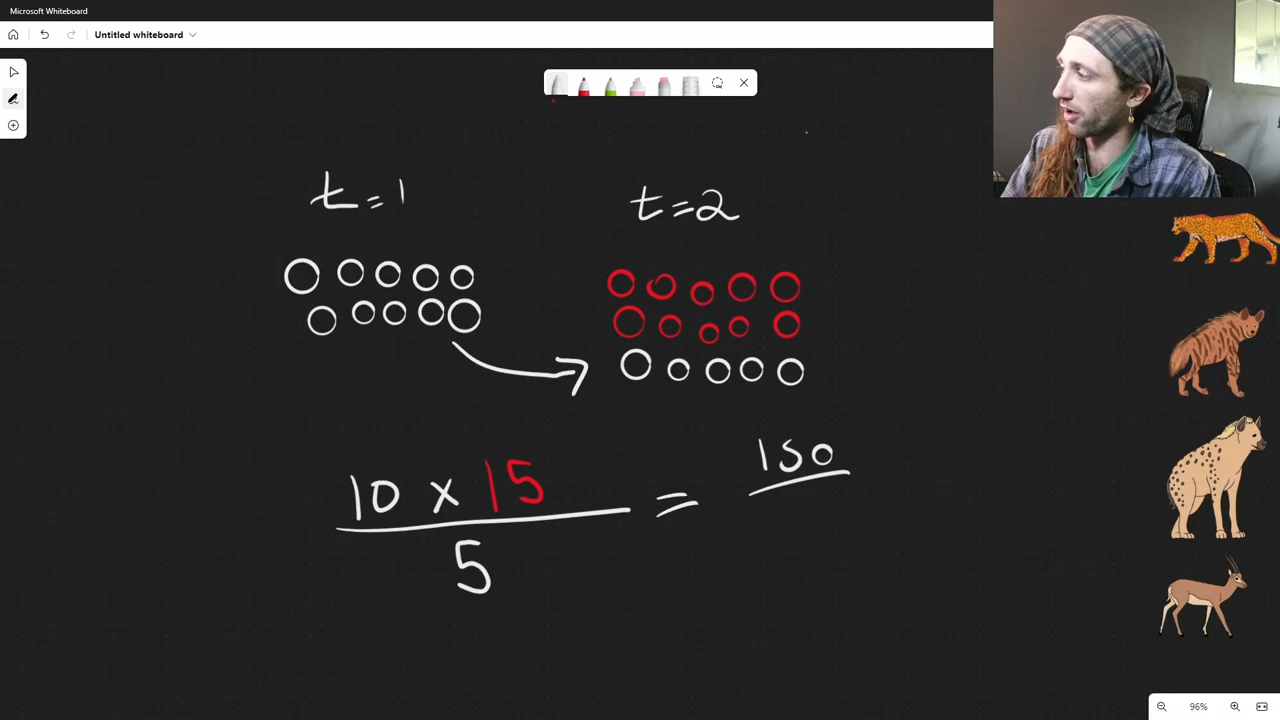 Microsoft Whiteboard
Untitled whiteboard
t=1
t=2
10 x 15
5
=
150
96%